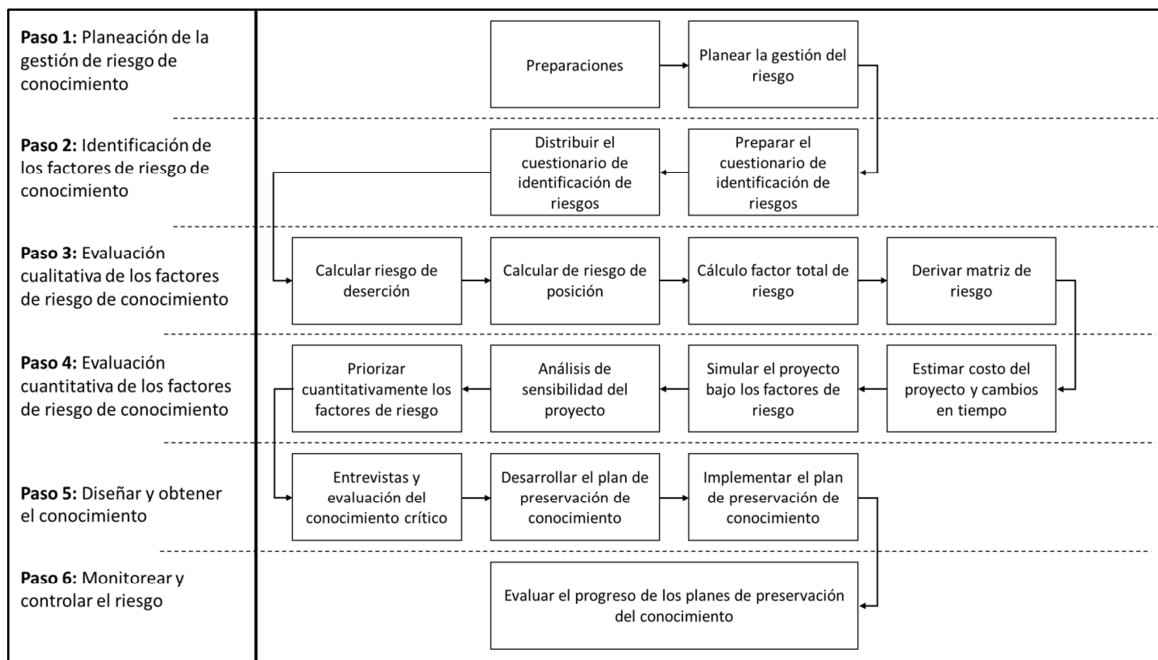 Paso 1: Planeación de la
gestión de riesgo de
conocimiento
Preparaciones
Planear la gestión del
riesgo
Paso 2: Identificación de
los factores de riesgo de
conocimiento
Distribuir el
cuestionario de
identificación de
riesgos
Preparar el
cuestionario de
identificación de
riesgos
Paso 3: Evaluación
cualitativa de los factores
de riesgo de conocimiento
Calcular riesgo de
deserción
Calcular de riesgo de
posición
Cálculo factor total de
riesgo
Derivar matriz de
riesgo
Paso 4: Evaluación
cuantitativa de los factores
de riesgo de conocimiento
Priorizar
cuantitativamente los
factores de riesgo
Análisis de
sensibilidad del
proyecto
Simular el proyecto
bajo los factores de
riesgo
Estimar costo del
proyecto y cambios
en tiempo
Paso 5: Diseñar y obtener
el conocimiento
Entrevistas y
evaluación del
conocimiento crítico
Desarrollar el plan de
preservación de
conocimiento
Implementar el plan
de preservación de
conocimiento
Paso 6: Monitorear y
controlar el riesgo
Evaluar el progreso de los planes de preservación
del conocimiento